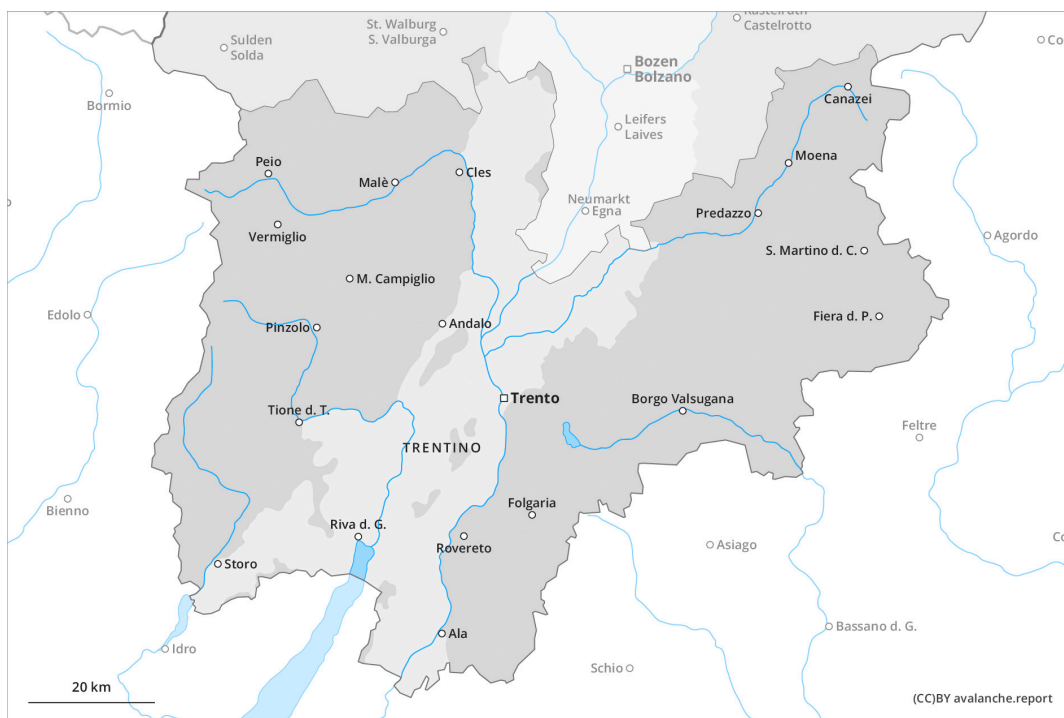 St. Walburg
S. Valburga
Kastelruth
Castelrotto
Sulden
Solda
Bozen
Bolzano
Bormio
Canazei
Leifers
Laives
Moena
Peio
Malè
Cles
Neumarkt
Egna
Predazzo
Vermiglio
Agordo
S. Martino d. C.
M. Campiglio
Edolo
Pinzolo
Andalo
Fiera d. P.
Trento
Borgo Valsugana
Tione d. T.
Feltre
TRENTINO
Bienno
Folgaria
Riva d. G.
Rovereto
Asiago
Storo
Ala
Bassano d. G.
Idro
Schio
20 km
(CC)BY avalanche.report